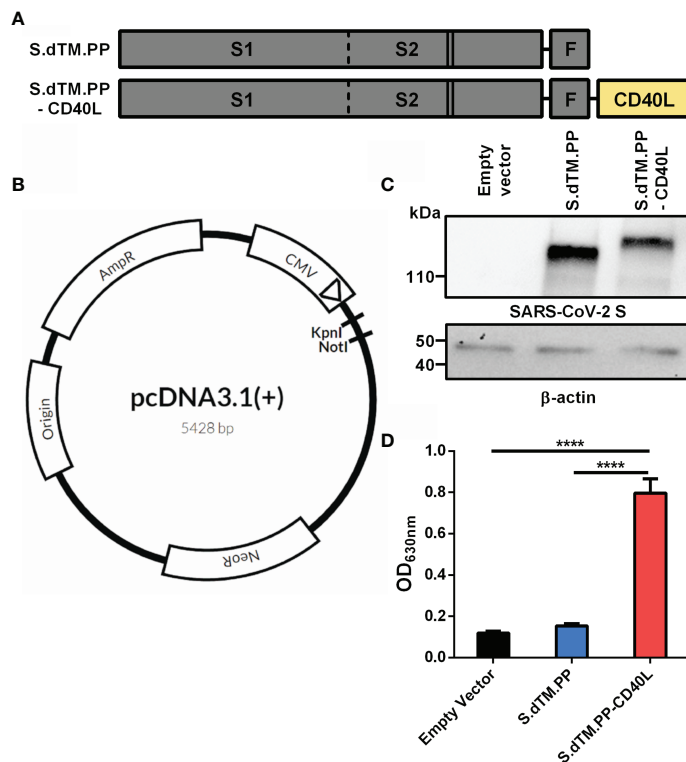 A
S.dTM.PP
S1
S2
F
S.dTM.PP
- CD40L
S1
S2
F
CD40L
B
AmpR
CMV
KpnI
NotI
pcDNA3.1(+)
5428 bp
Origin
NeoR
C
Empty
vector
S.dTM.PP
S.dTM.PP
- CD40L
kDa
110
SARS-CoV-2 S
50
40
β-actin
D
****
****
1.0
0.8
0.6
0.4
0.2
0.0
OD630nm
Empty Vector
S.dTM.PP
S.dTM.PP-CD40L